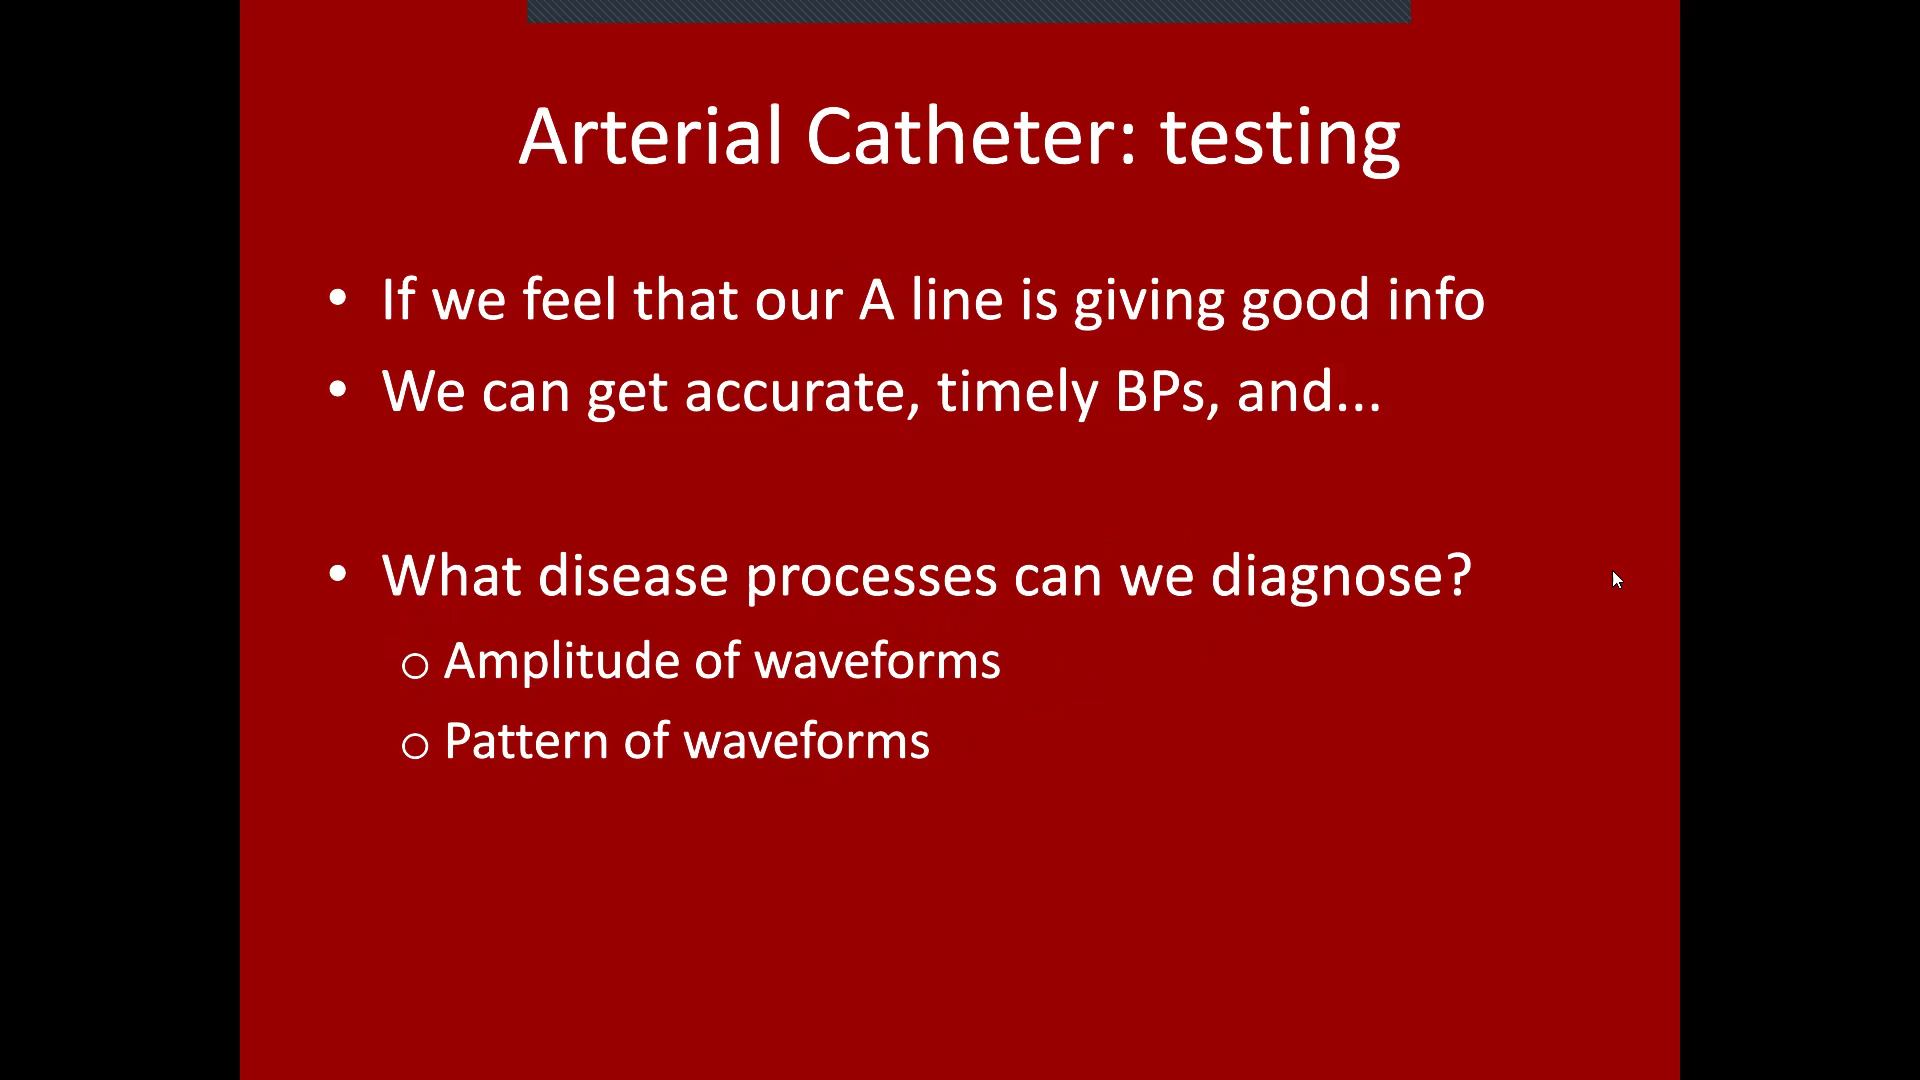 Arterial Catheter: testing
• If we feel that our A line is giving good info
• We can get accurate, timely BPs, and...
• What disease processes can we diagnose?
o Amplitude of waveforms
o Pattern of waveforms